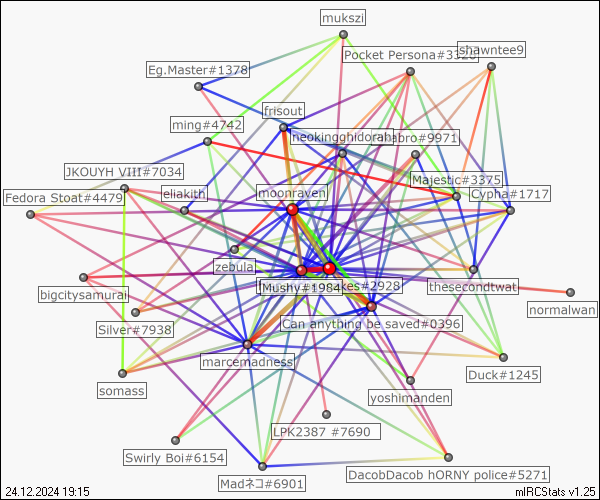 mukszi
Pocket Persona#3326
shawntee9
Eg.Master#1378
frisout
ming#4742
neokingghidorah
abro#9971
JKOUYH VIII#7034
Majestic#3375
Fedora Stoat#4479
eliakith
moonraven
Cypha#1717
zebula
bigcitysamurai
Mushy#1984
kes#2928
thesecondtwat
normalwan
Silver#7938
Can anything be saved#0396
marcemadness
Duck#1245
somass
yoshimanden
LPK2387 #7690
Swirly Boi#6154
DacobDacob hORNY police#5271
Madネコ#6901
24.12.2024 19:15
mIRCStats v1.25